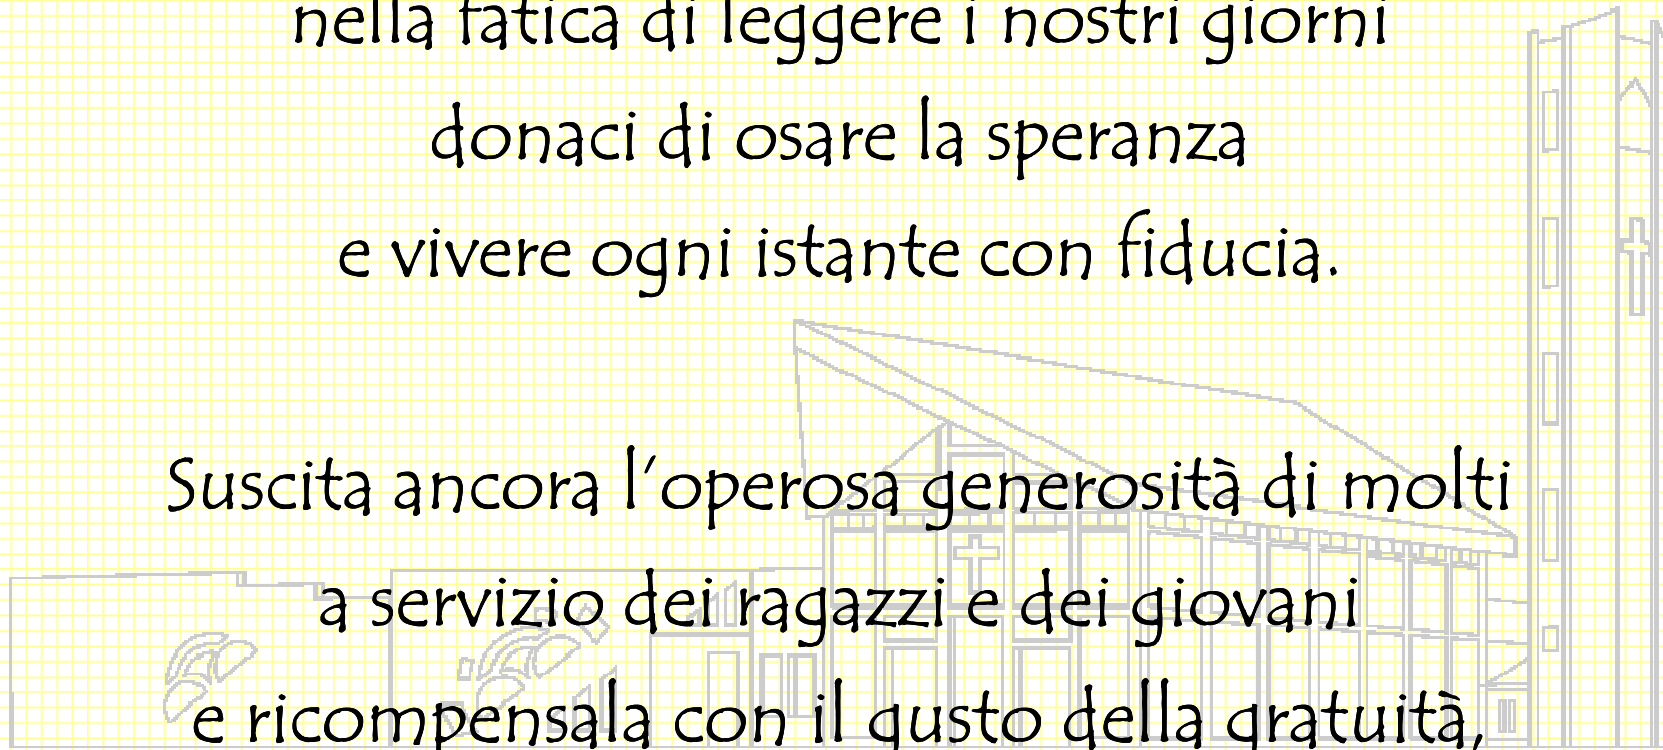 nella fatica di leggere i nostri giorni
donaci di osare la speranza
e vivere ogni istante con fiducia.
Suscita ancora l'operosa generosità di molti
a servizio dei ragazzi e dei giovani
e ricompensala con il gusto della gratuità,